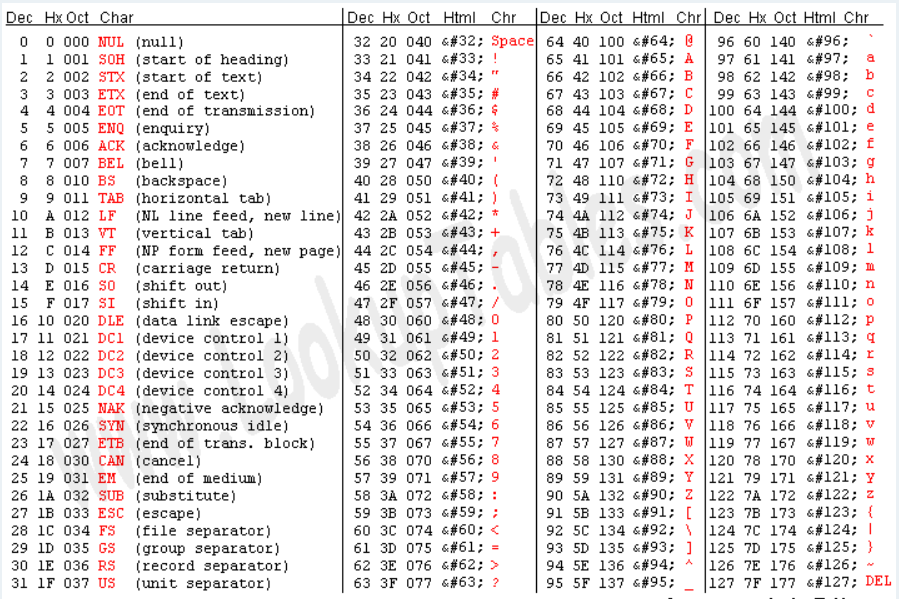 Dec Hx Oct Char Dec Hx Oct Html Chr Dec Hx Oct Html Chr Dec Hx Oct Html Chr
0 0 000 NUL (null) 32 20 040 &#32; Space 64 40 100 &#64; @ 96 60 140 &#96; `
1 1 001 SOH (start of heading) 33 21 041 &#33; ! 65 41 101 &#65; A 97 61 141 &#97; a
2 2 002 STX (start of text) 34 22 042 &#34; " 66 42 102 &#66; B 98 62 142 &#98; b
3 3 003 ETX (end of text) 35 23 043 &#35; # 67 43 103 &#67; C 99 63 143 &#99; c
4 4 004 EOT (end of transmission) 36 24 044 &#36; $ 68 44 104 &#68; D 100 64 144 &#100; d
5 5 005 ENQ (enquiry) 37 25 045 &#37; % 69 45 105 &#69; E 101 65 145 &#101; e
6 6 006 ACK (acknowledge) 38 26 046 &#38; & 70 46 106 &#70; F 102 66 146 &#102; f
7 7 007 BEL (bell) 39 27 047 &#39; ' 71 47 107 &#71; G 103 67 147 &#103; g
8 8 010 BS (backspace) 40 28 050 &#40; ( 72 48 110 &#72; H 104 68 150 &#104; h
9 9 011 TAB (horizontal tab) 41 29 051 &#41; ) 73 49 111 &#73; I 105 69 151 &#105; i
10 A 012 LF (NL line feed, new line) 42 2A 052 &#42; * 74 4A 112 &#74; J 106 6A 152 &#106; j
11 B 013 VT (vertical tab) 43 2B 053 &#43; + 75 4B 113 &#75; K 107 6B 153 &#107; k
12 C 014 FF (NP form feed, new page) 44 2C 054 &#44; , 76 4C 114 &#76; L 108 6C 154 &#108; l
13 D 015 CR (carriage return) 45 2D 055 &#45; - 77 4D 115 &#77; M 109 6D 155 &#109; m
14 E 016 SO (shift out) 46 2E 056 &#46; . 78 4E 116 &#78; N 110 6E 156 &#110; n
15 F 017 SI (shift in) 47 2F 057 &#47; / 79 4F 117 &#79; O 111 6F 157 &#111; o
16 10 020 DLE (data link escape) 48 30 060 &#48; 0 80 50 120 &#80; P 112 70 160 &#112; p
17 11 021 DC1 (device control 1) 49 31 061 &#49; 1 81 51 121 &#81; Q 113 71 161 &#113; q
18 12 022 DC2 (device control 2) 50 32 062 &#50; 2 82 52 122 &#82; R 114 72 162 &#114; r
19 13 023 DC3 (device control 3) 51 33 063 &#51; 3 83 53 123 &#83; S 115 73 163 &#115; s
20 14 024 DC4 (device control 4) 52 34 064 &#52; 4 84 54 124 &#84; T 116 74 164 &#116; t
21 15 025 NAK (negative acknowledge) 53 35 065 &#53; 5 85 55 125 &#85; U 117 75 165 &#117; u
22 16 026 SYN (synchronous idle) 54 36 066 &#54; 6 86 56 126 &#86; V 118 76 166 &#118; v
23 17 027 ETB (end of trans. block) 55 37 067 &#55; 7 87 57 127 &#87; W 119 77 167 &#119; w
24 18 030 CAN (cancel) 56 38 070 &#56; 8 88 58 130 &#88; X 120 78 170 &#120; x
25 19 031 EM (end of medium) 57 39 071 &#57; 9 89 59 131 &#89; Y 121 79 171 &#121; y
26 1A 032 SUB (substitute) 58 3A 072 &#58; : 90 5A 132 &#90; Z 122 7A 172 &#122; z
27 1B 033 ESC (escape) 59 3B 073 &#59; ; 91 5B 133 &#91; [ 123 7B 173 &#123; {
28 1C 034 FS (file separator) 60 3C 074 &#60; < 92 5C 134 &#92; \ 124 7C 174 &#124; |
29 1D 035 GS (group separator) 61 3D 075 &#61; = 93 5D 135 &#93; ] 125 7D 175 &#125; }
30 1E 036 RS (record separator) 62 3E 076 &#62; > 94 5E 136 &#94; ^ 126 7E 176 &#126; ~
31 1F 037 US (unit separator) 63 3F 077 &#63; ? 95 5F 137 &#95; _ 127 7F 177 &#127; DEL
www.LookupTables.com